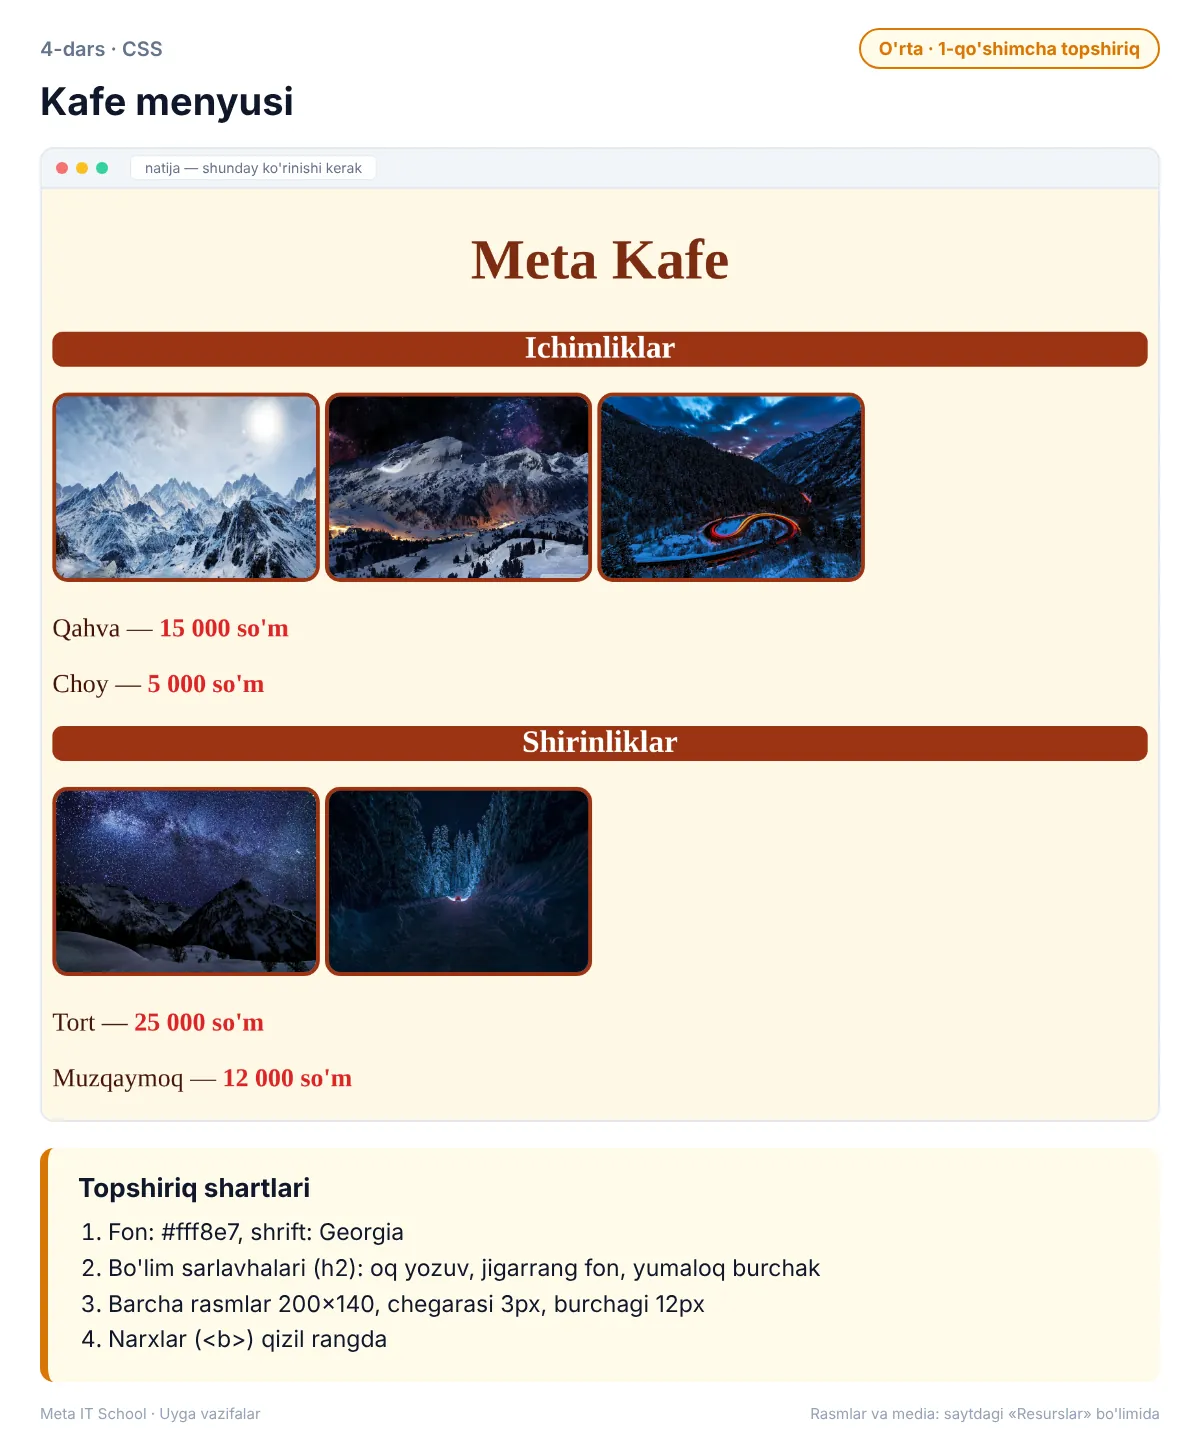 4-dars · CSS
O'rta · 1-qo'shimcha topshiriq
Kafe menyusi
natija — shunday ko'rinishi kerak
Meta Kafe
Ichimliklar
Qahva — 15 000 so'm
Choy — 5 000 so'm
Shirinliklar
Tort — 25 000 so'm
Muzqaymoq — 12 000 so'm
Topshiriq shartlari
1. Fon: #fff8e7, shrift: Georgia
2. Bo'lim sarlavhalari (h2): oq yozuv, jigarrang fon, yumaloq burchak
3. Barcha rasmlar 200×140, chegarasi 3px, burchagi 12px
4. Narxlar (<b>) qizil rangda
Meta IT School · Uyga vazifalar
Rasmlar va media: saytdagi «Resurslar» bo'limida